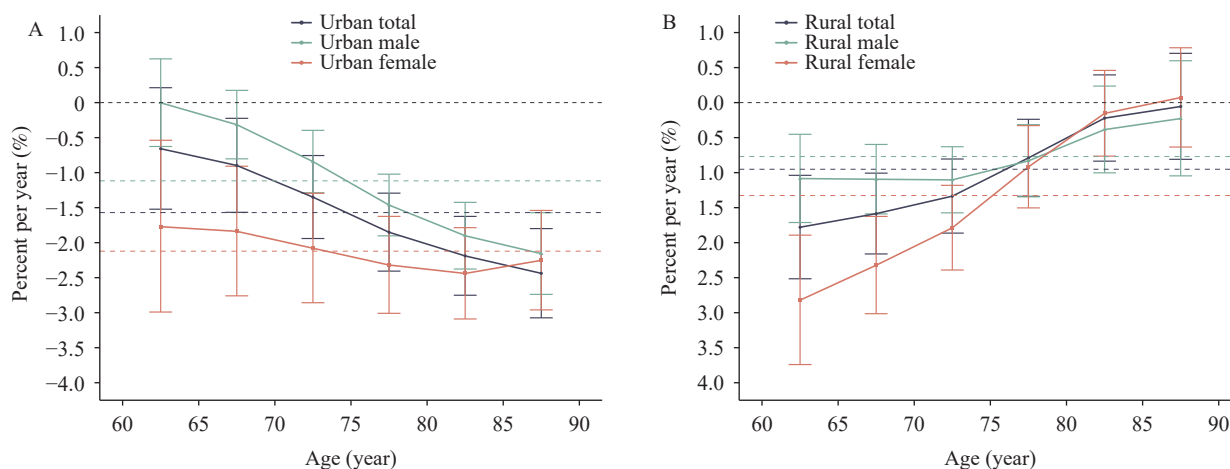 A
Urban total
Urban male
Urban female
1.0
0.5
0
−0.5
−1.0
−1.5
−2.0
−2.5
−3.0
−3.5
−4.0
Percent per year (%)
60 65 70 75 80 85 90
Age (year)
B
Rural total
Rural male
Rural female
1.0
0.5
0.0
0.5
1.0
1.5
2.0
2.5
3.0
3.5
4.0
Percent per year (%)
60 65 70 75 80 85 90
Age (year)